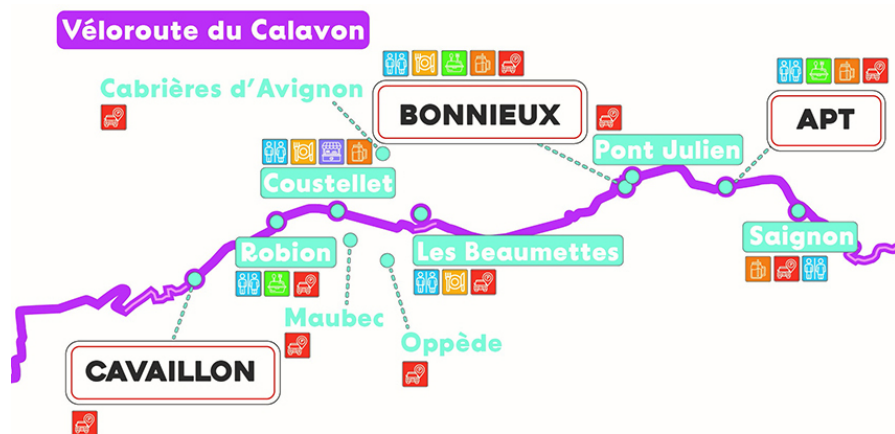 Véloroute du Calavon
Cabrières d'Avignon
BONNIEUX
APT
Pont Julien
Coustellet
Robion
Les Beaumettes
Saignon
Maubec
Oppède
CAVAILLON